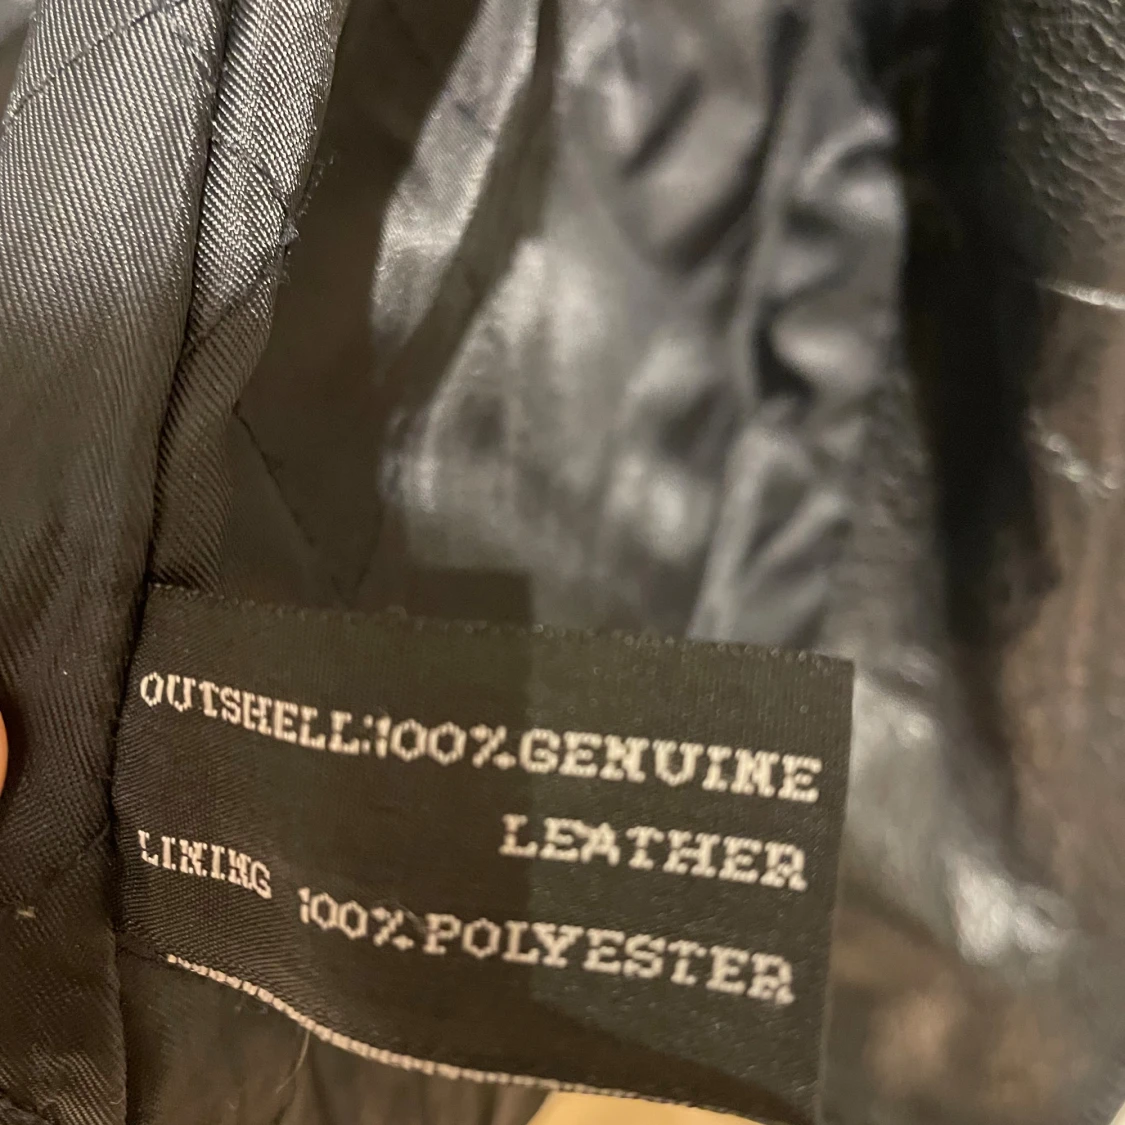 OUTSHELL:100%GENUINE
LEATHER
LINING 100%POLYESTER